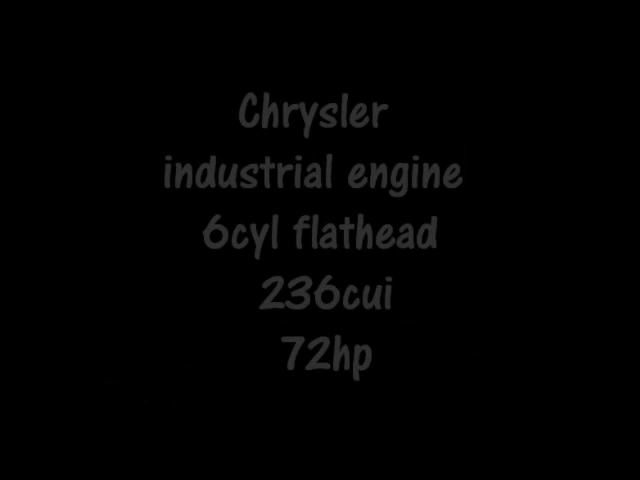 Chrysler
industrial engine
6cyl flathead
236cui
72hp